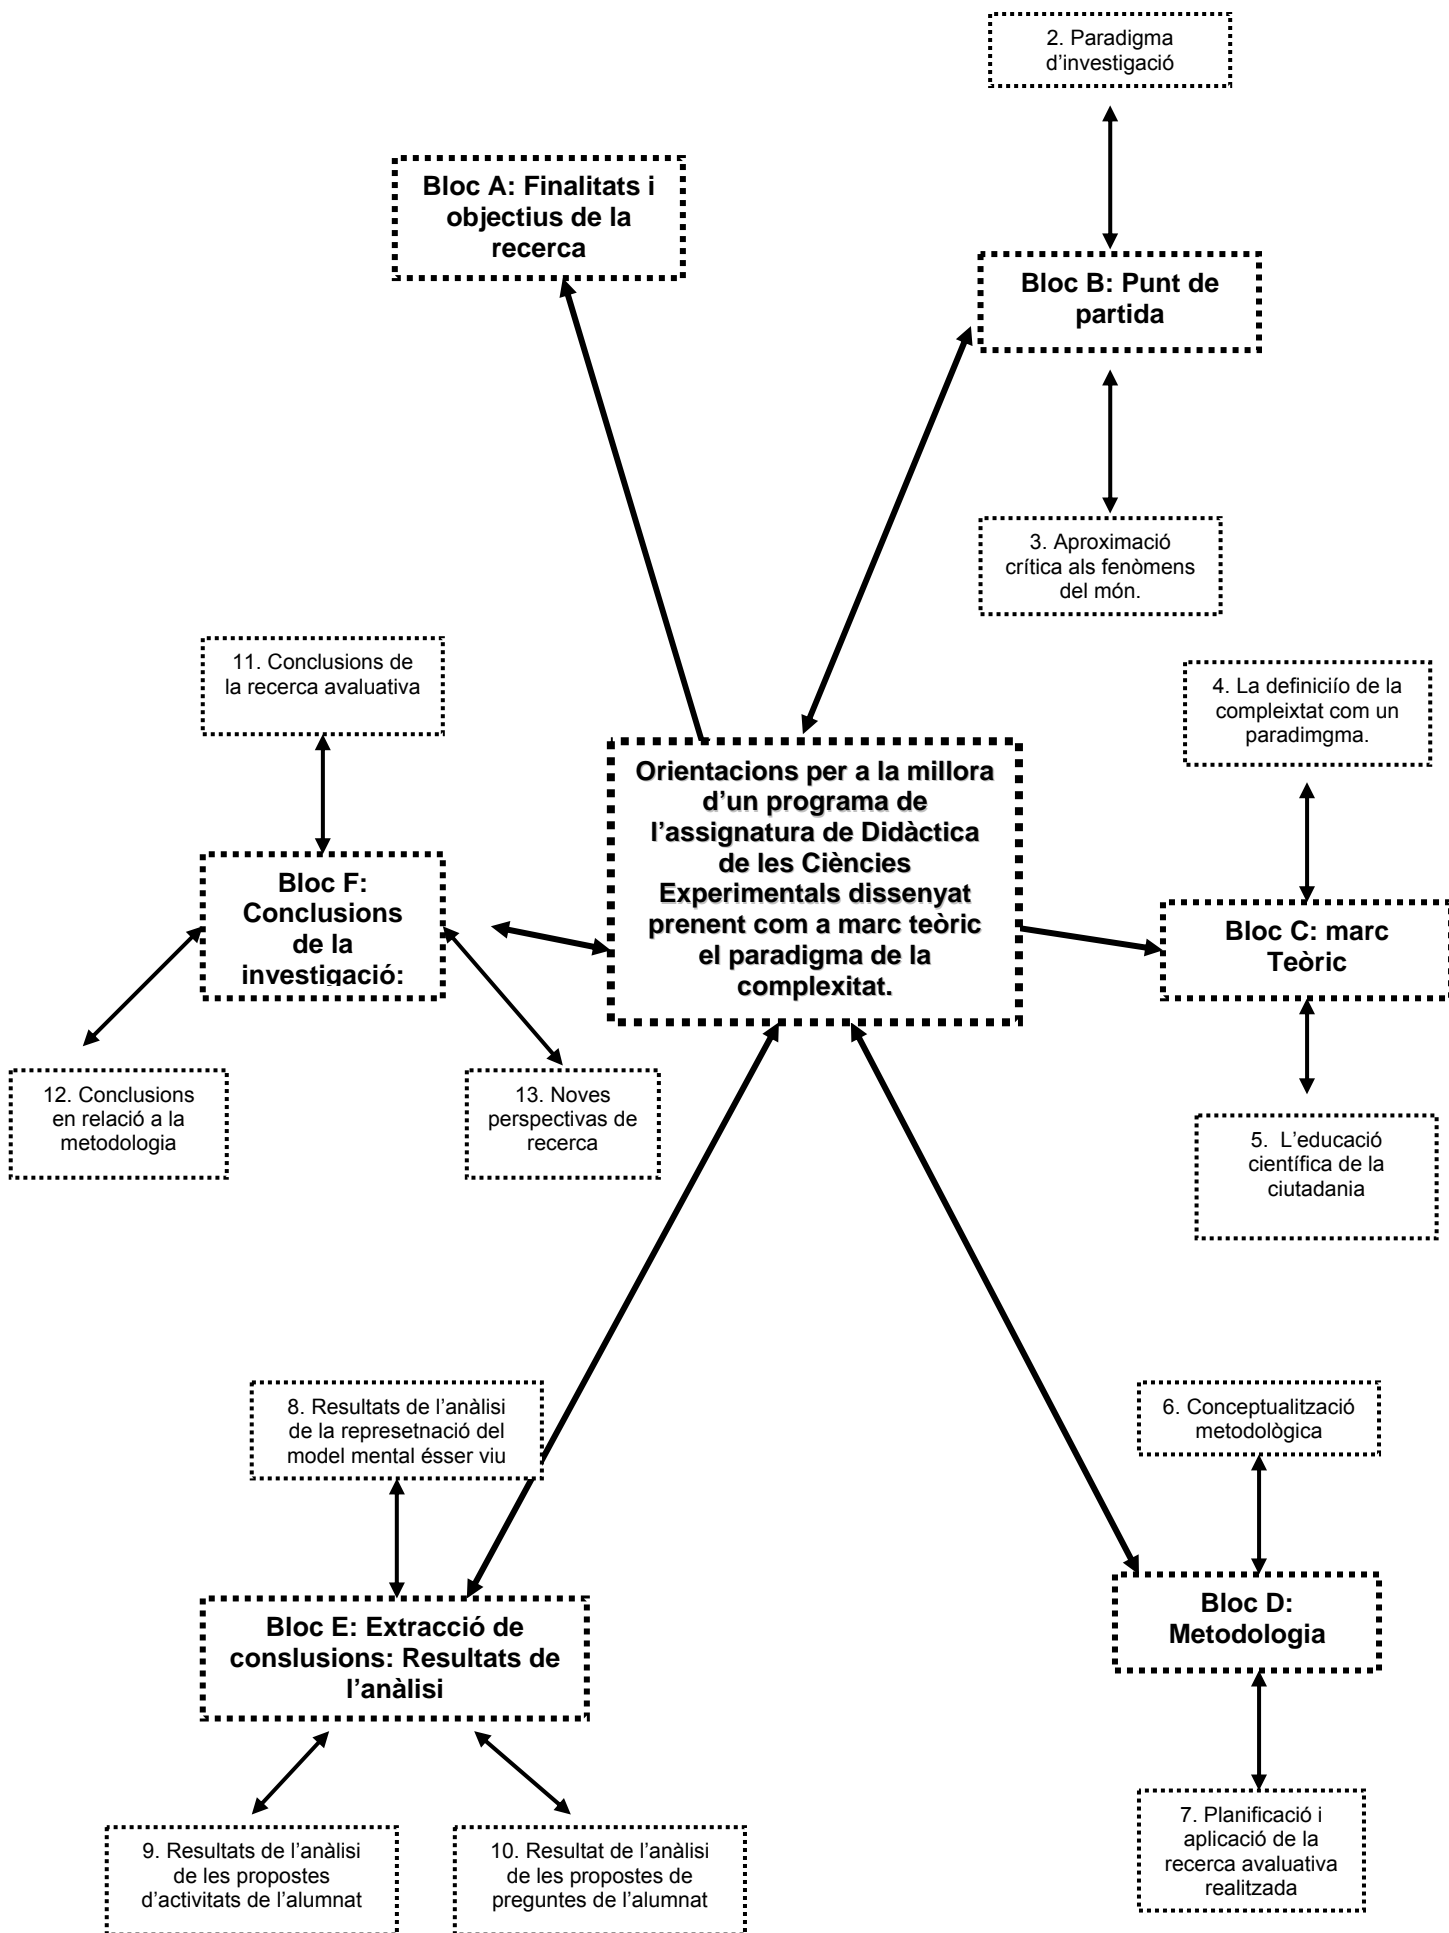 2. Paradigma
d’investigació
Bloc A: Finalitats i
objectius de la
recerca
Bloc B: Punt de
partida
3. Aproximació
crítica als fenòmens
del món.
11. Conclusions de
la recerca avaluativa
4. La definiciío de la
compleixtat com un
paradimgma.
Orientacions per a la millora
d’un programa de
l’assignatura de Didàctica
de les Ciències
Experimentals dissenyat
prenent com a marc teòric
el paradigma de la
complexitat.
Bloc F:
Conclusions
de la
investigació:
Bloc C: marc
Teòric
12. Conclusions
en relació a la
metodologia
13. Noves
perspectivas de
recerca
5.  L’educació
científica de la
ciutadania
8. Resultats de l’anàlisi
de la represetnació del
model mental ésser viu
6. Conceptualització
metodològica
Bloc E: Extracció de
conslusions: Resultats de
l’anàlisi
Bloc D:
Metodologia
9. Resultats de l’anàlisi
de les propostes
d’activitats de l’alumnat
10. Resultat de l’anàlisi
de les propostes de
preguntes de l’alumnat
7. Planificació i
aplicació de la
recerca avaluativa
realitzada